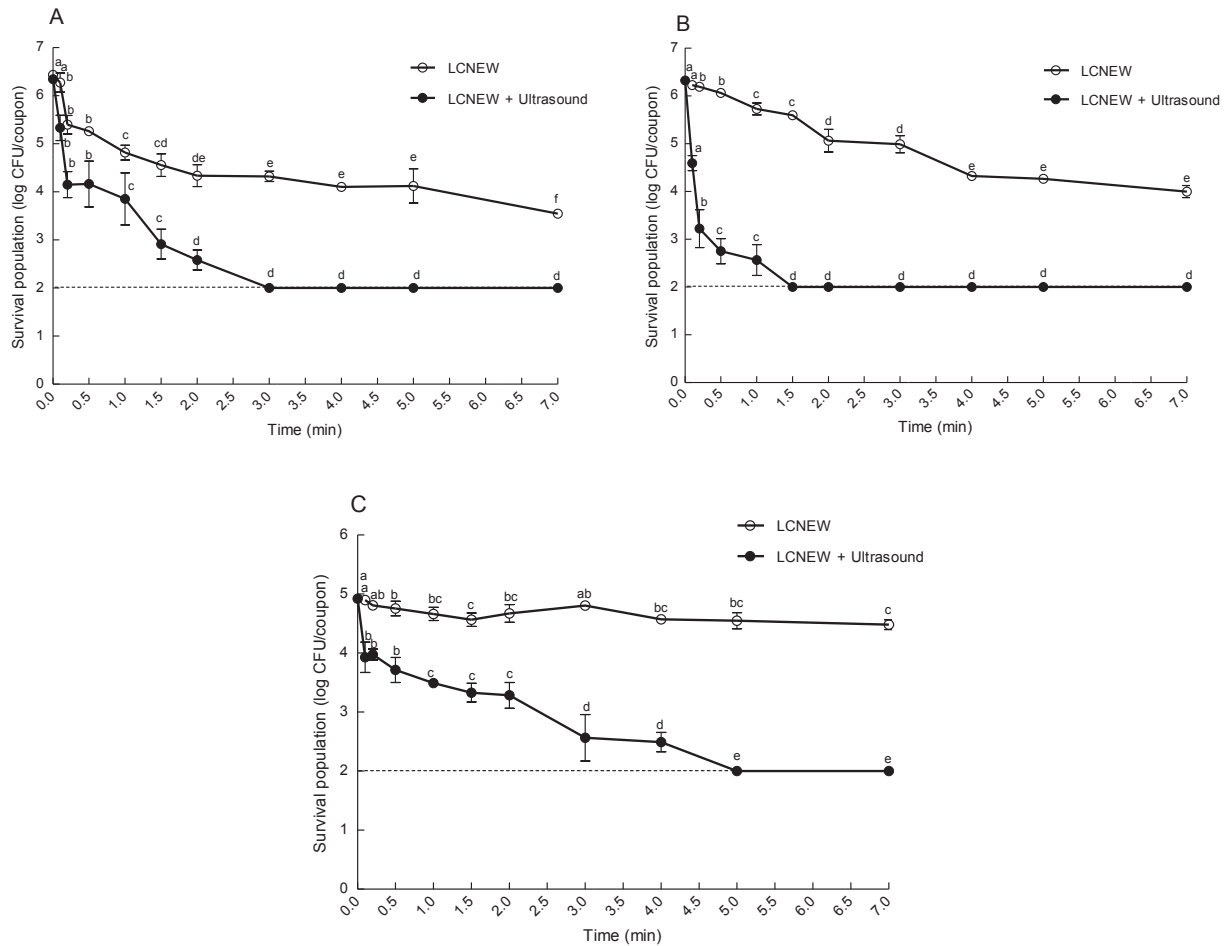 A
7
6
5
4
3
2
1
0
Survival population (log CFU/coupon)
LCNEW
LCNEW + Ultrasound
a
a
b
b
b
c
cd
de
e
e
e
f
b
b
b
c
c
d
d
d
d
d
0.0 0.5 1.0 1.5 2.0 2.5 3.0 3.5 4.0 4.5 5.0 5.5 6.0 6.5 7.0
Time (min)
B
7
6
5
4
3
2
1
0
Survival population (log CFU/coupon)
LCNEW
LCNEW + Ultrasound
a
a b
b
c
c
d
d
e
e
e
a
b
c
c
d
d
d
d
d
d
0.0 0.5 1.0 1.5 2.0 2.5 3.0 3.5 4.0 4.5 5.0 5.5 6.0 6.5 7.0
Time (min)
C
6
5
4
3
2
1
0
Survival population (log CFU/coupon)
LCNEW
LCNEW + Ultrasound
a
a
ab b
bc
c
bc
ab
bc
bc
c
b
b
b
c
c
c
d
d
e
e
0.0 0.5 1.0 1.5 2.0 2.5 3.0 3.5 4.0 4.5 5.0 5.5 6.0 6.5 7.0
Time (min)